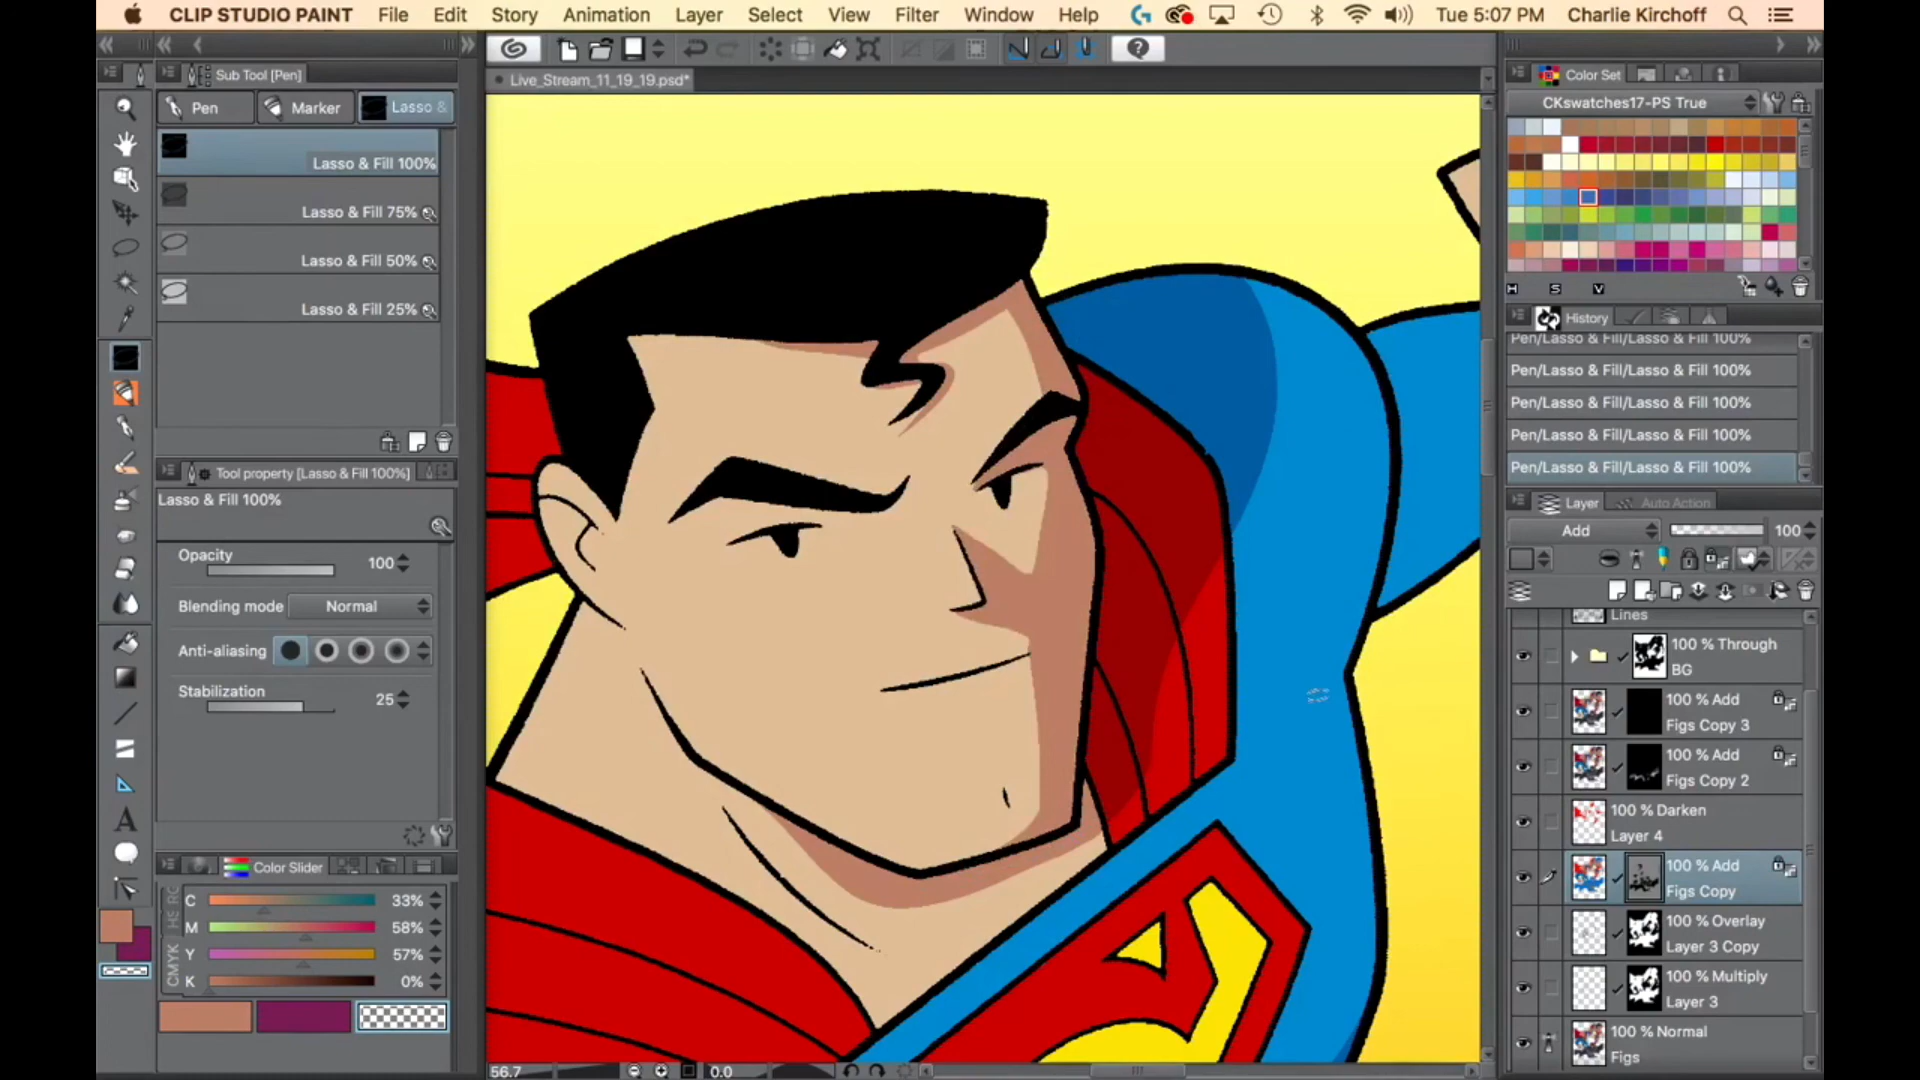 CLIP STUDIO PAINT File Edit Story Animation Layer Select View Filter Window Help Tue 5:07 PM Charlie Kirchoff
Sub Tool [Pen]
Live_Stream_11_19_19.psd*
Color Set
Pen Marker Lasso &
CKswatches17-PS True
Lasso & Fill 100%
Lasso & Fill 75%
Lasso & Fill 50%
Lasso & Fill 25%
H S V
History
Pen/Lasso & Fill/Lasso & Fill 100%
Pen/Lasso & Fill/Lasso & Fill 100%
Pen/Lasso & Fill/Lasso & Fill 100%
Pen/Lasso & Fill/Lasso & Fill 100%
Pen/Lasso & Fill/Lasso & Fill 100%
Tool property [Lasso & Fill 100%]
Lasso & Fill 100%
Layer Auto Action
Add 100
Opacity 100
Blending mode Normal
Anti-aliasing
Stabilization 25
Lines
100 % Through
BG
100 % Add
Figs Copy 3
100 % Add
Figs Copy 2
100 % Darken
Layer 4
100 % Add
Figs Copy
100 % Overlay
Layer 3 Copy
100 % Multiply
Layer 3
100 % Normal
Figs
Color Slider
CMYK
C 33%
M 58%
Y 57%
K 0%
56.7 0.0